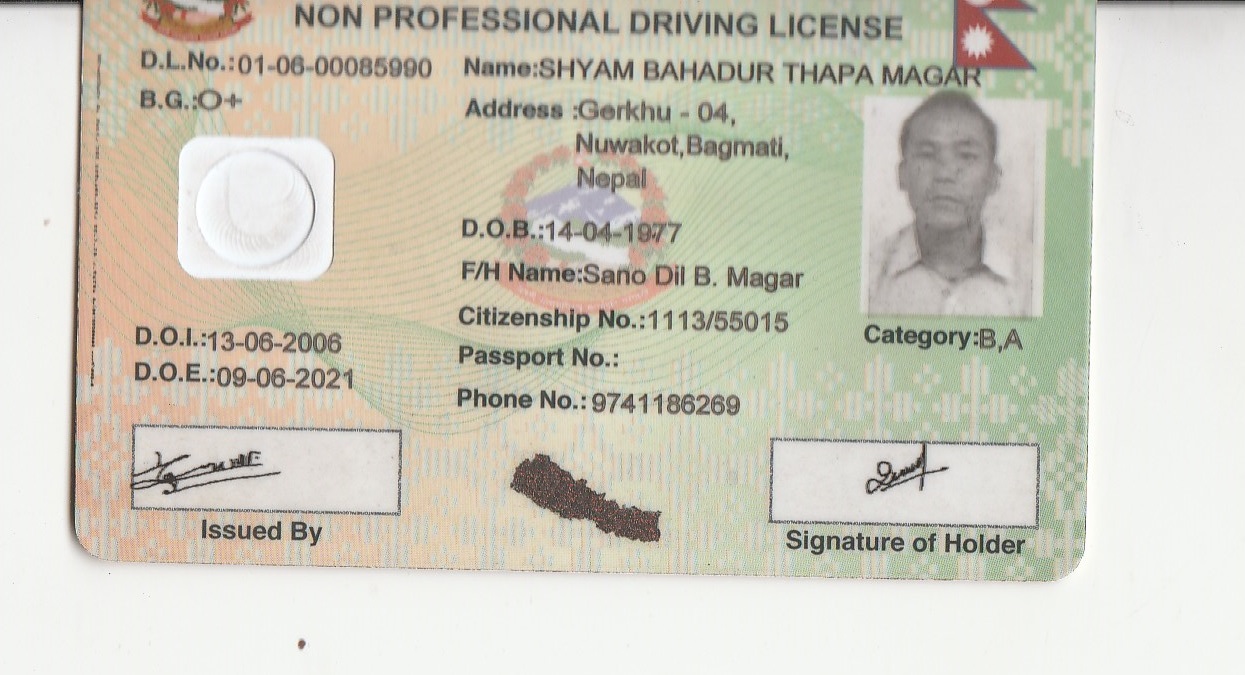 NON PROFESSIONAL DRIVING LICENSE
D.L.No.:01-06-00085990
B.G.:O+
Name:SHYAM BAHADUR THAPA MAGAR
Address :Gerkhu - 04,
Nuwakot,Bagmati,
Nepal
D.O.B.:14-04-1977
F/H Name:Sano Dil B. Magar
Citizenship No.:1113/55015
Passport No.:
Phone No.:9741186269
Category:B,A
D.O.I.:13-06-2006
D.O.E.:09-06-2021
Issued By
Signature of Holder